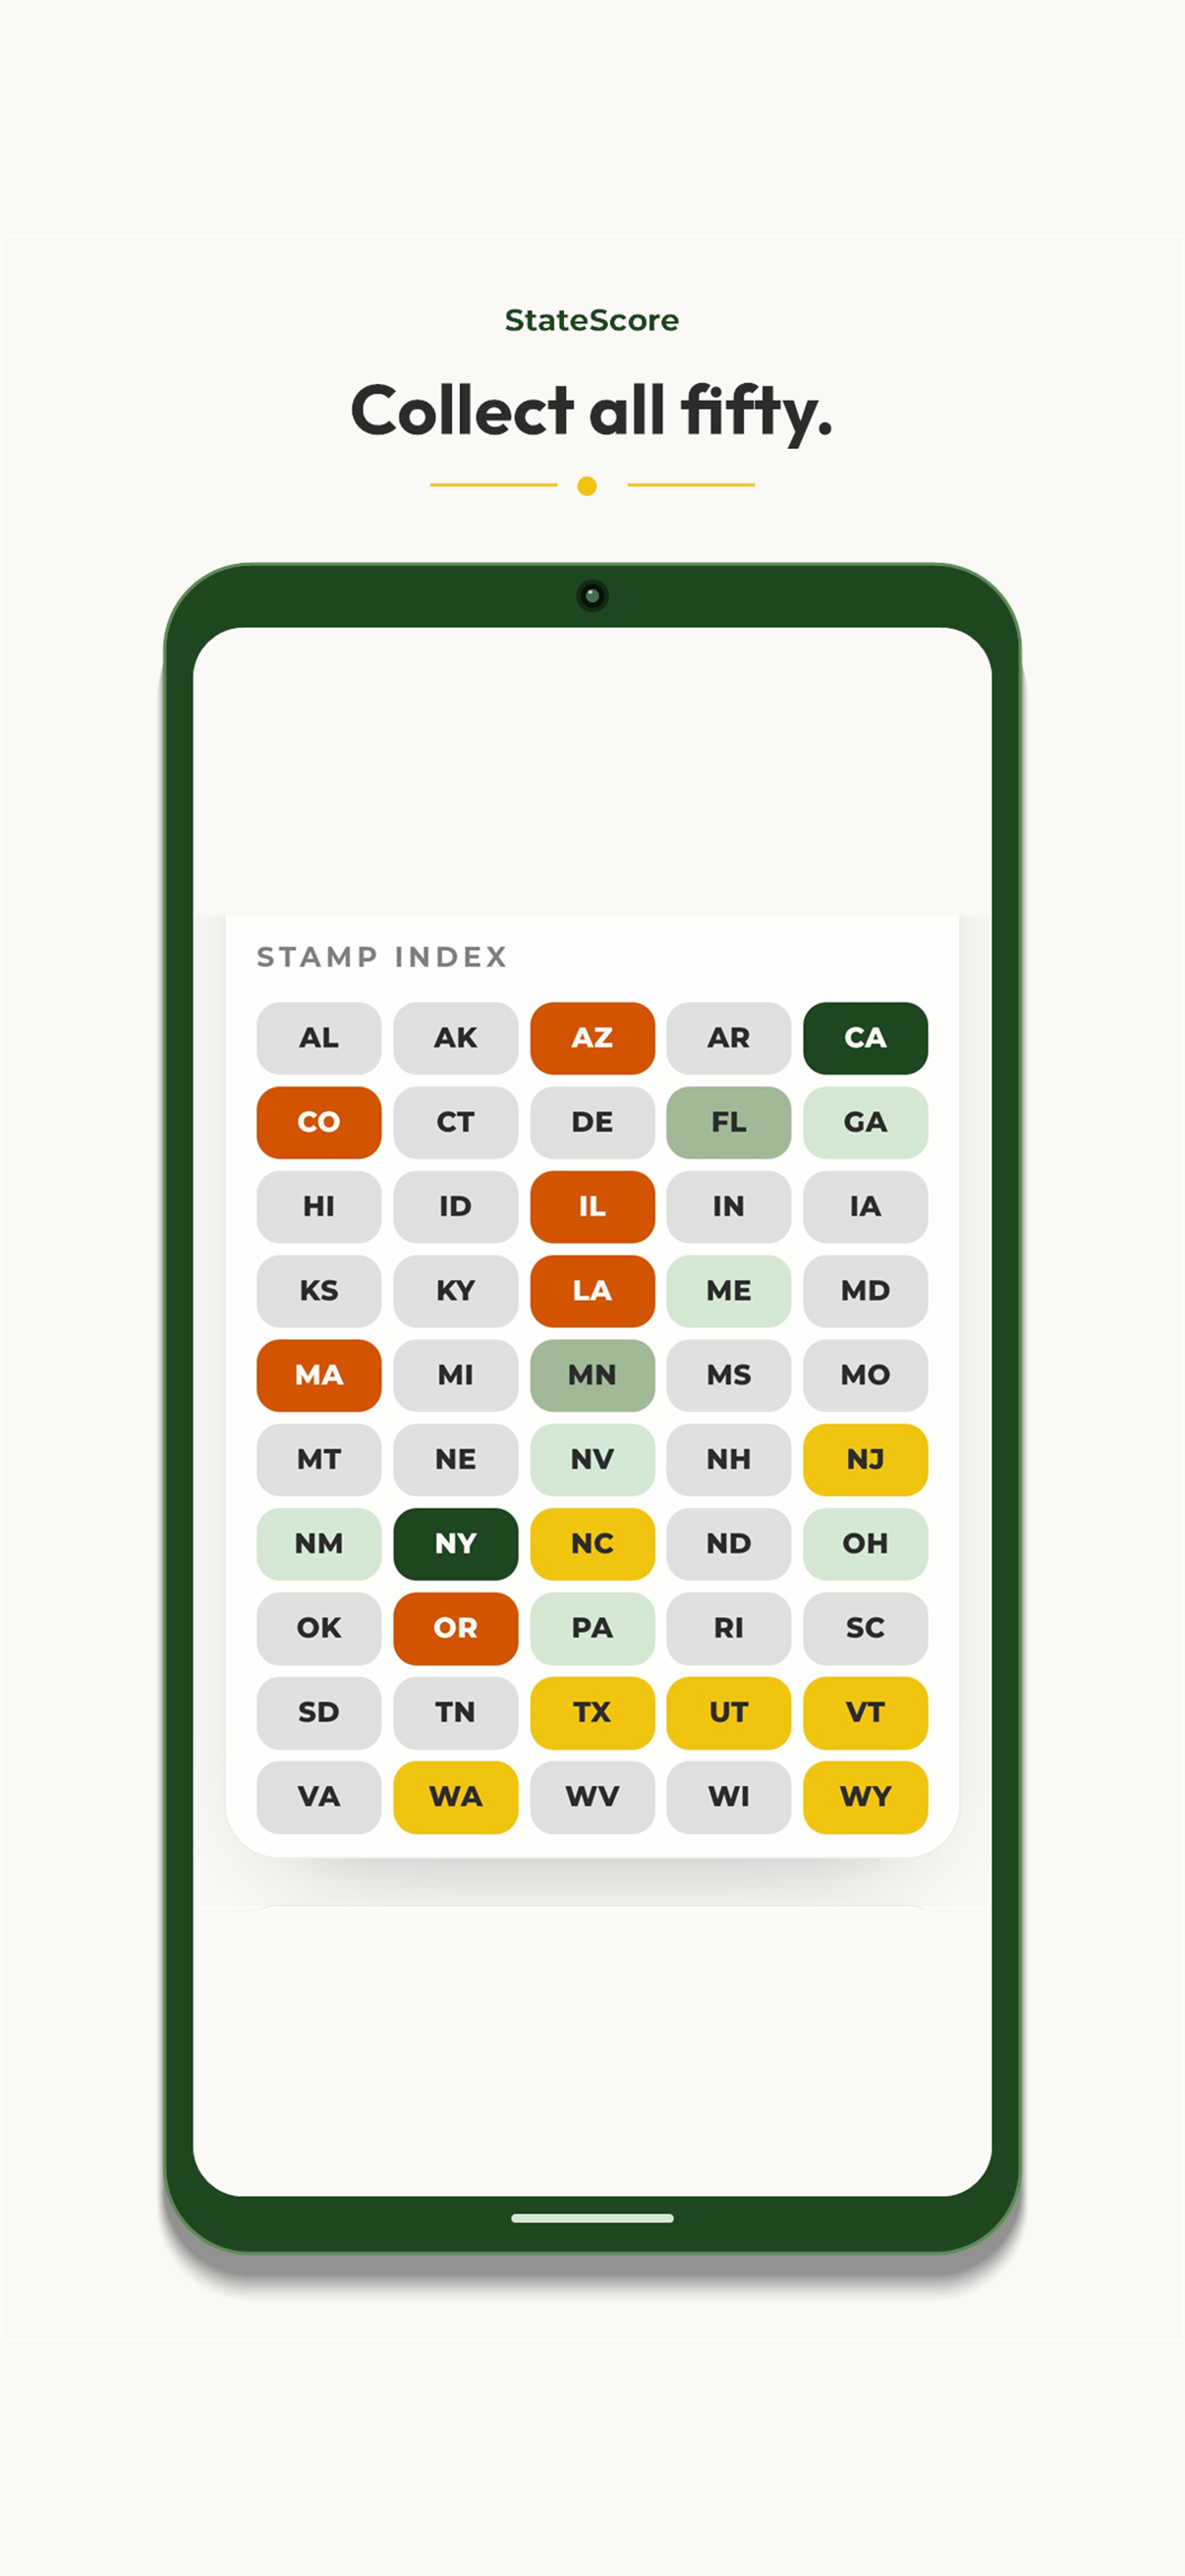 StateScore
Collect all fifty.
STAMP INDEX
AL AK AZ AR CA
CO CT DE FL GA
HI ID IL IN IA
KS KY LA ME MD
MA MI MN MS MO
MT NE NV NH NJ
NM NY NC ND OH
OK OR PA RI SC
SD TN TX UT VT
VA WA WV WI WY